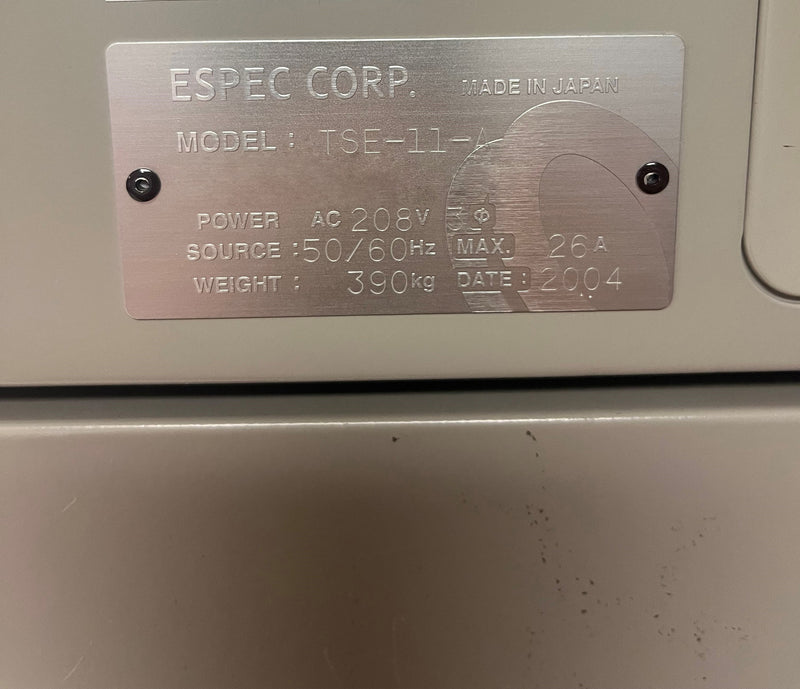 ESPEC CORP. MADE IN JAPAN
MODEL: TSE-11-A
POWER AC 208V 3Φ
SOURCE: 50/60Hz MAX. 26A
WEIGHT: 390kg DATE: 2004